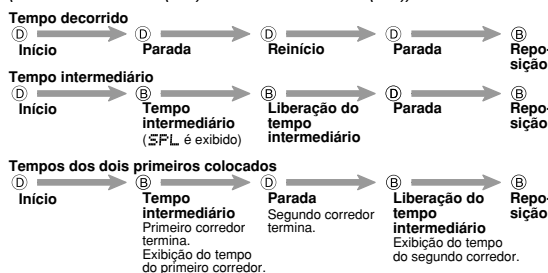 Tempo decorrido
D D D D B
Início Parada Reinício Parada Repo-
sição
Tempo intermediário
D B B D B
Início Tempo intermediário Liberação do tempo intermediário Parada Repo-
sição
(SPL é exibido)
Tempos dos dois primeiros colocados
D B D B B
Início Tempo intermediário Parada Liberação do tempo intermediário Repo-
sição
Primeiro corredor
termina.
Exibição do tempo
do primeiro corredor.
Segundo corredor
termina.
Exibição do tempo
do segundo corredor.